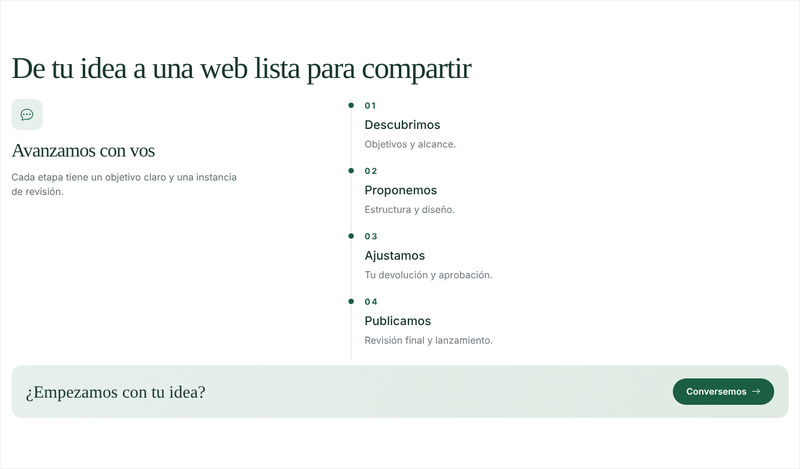 De tu idea a una web lista para compartir
Avanzamos con vos
Cada etapa tiene un objetivo claro y una instancia
de revisión.
01
Descubrimos
Objetivos y alcance.
02
Proponemos
Estructura y diseño.
03
Ajustamos
Tu devolución y aprobación.
04
Publicamos
Revisión final y lanzamiento.
¿Empezamos con tu idea?
Conversemos →